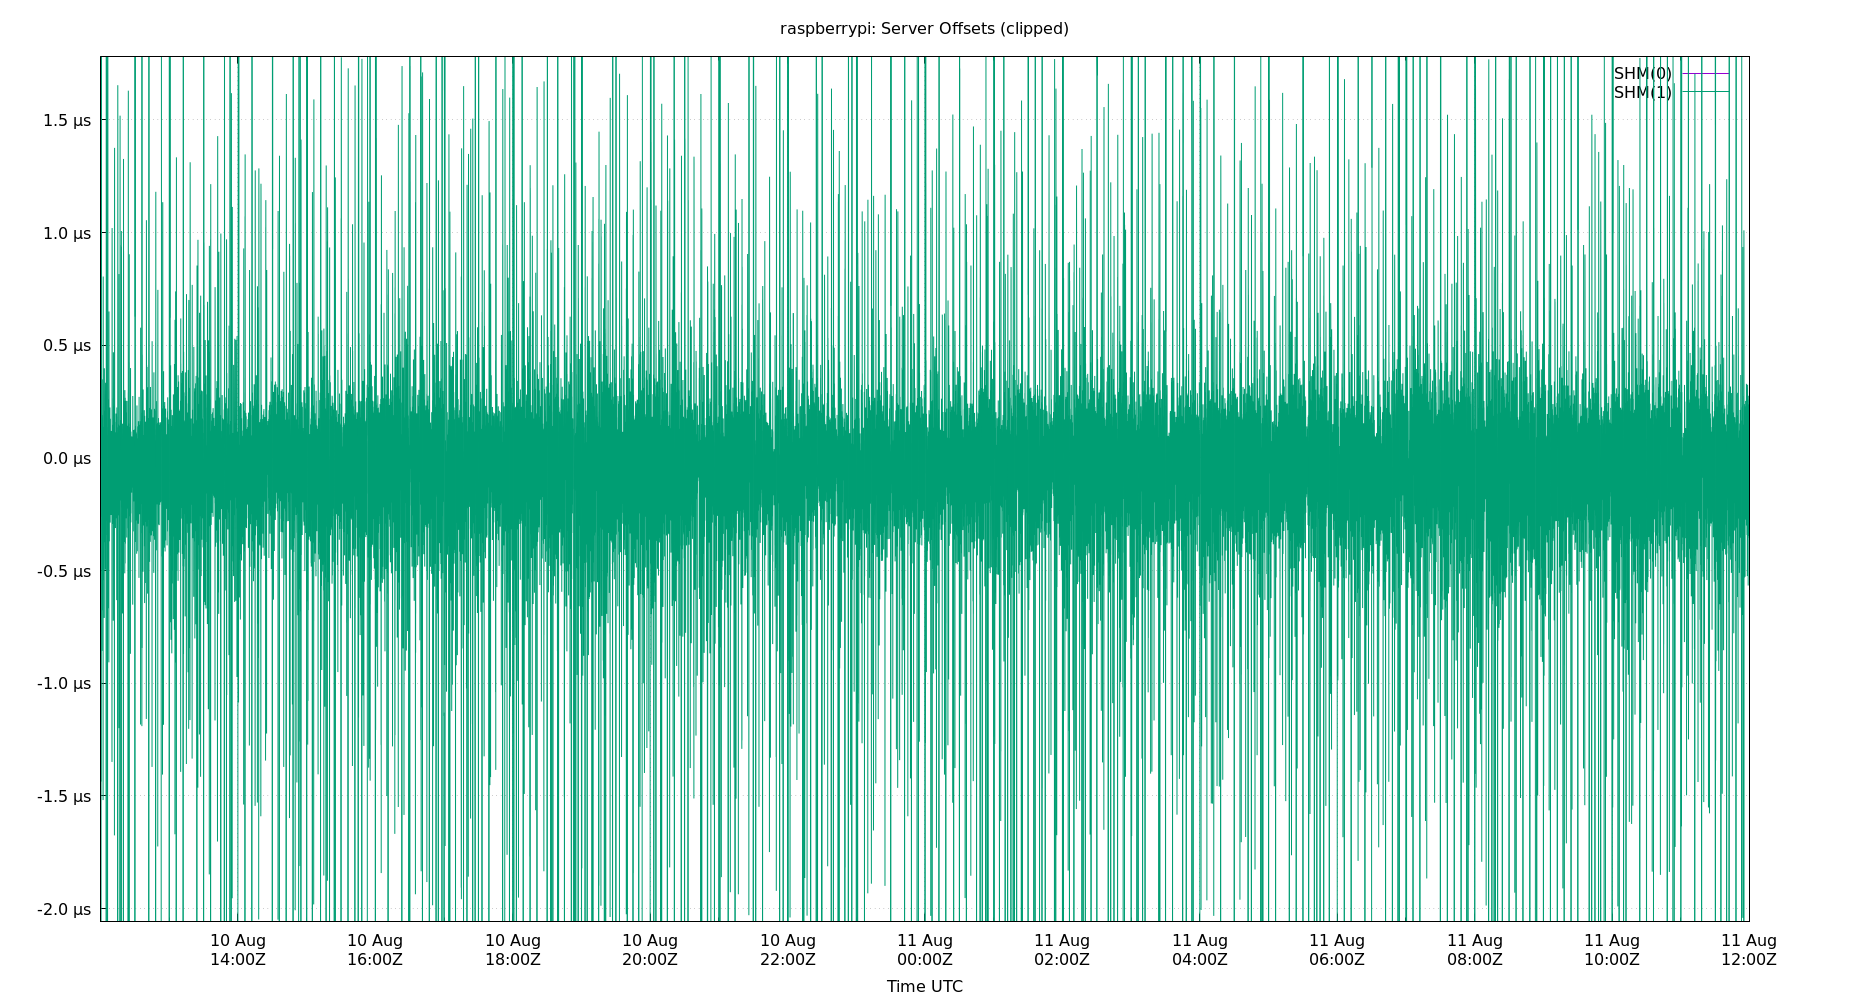 raspberrypi: Server Offsets (clipped)
SHM(0)
SHM(1)
1.5 µs
1.0 µs
0.5 µs
0.0 µs
-0.5 µs
-1.0 µs
-1.5 µs
-2.0 µs
10 Aug 10 Aug 10 Aug 10 Aug 10 Aug 11 Aug 11 Aug 11 Aug 11 Aug 11 Aug 11 Aug 11 Aug
14:00Z 16:00Z 18:00Z 20:00Z 22:00Z 00:00Z 02:00Z 04:00Z 06:00Z 08:00Z 10:00Z 12:00Z
Time UTC